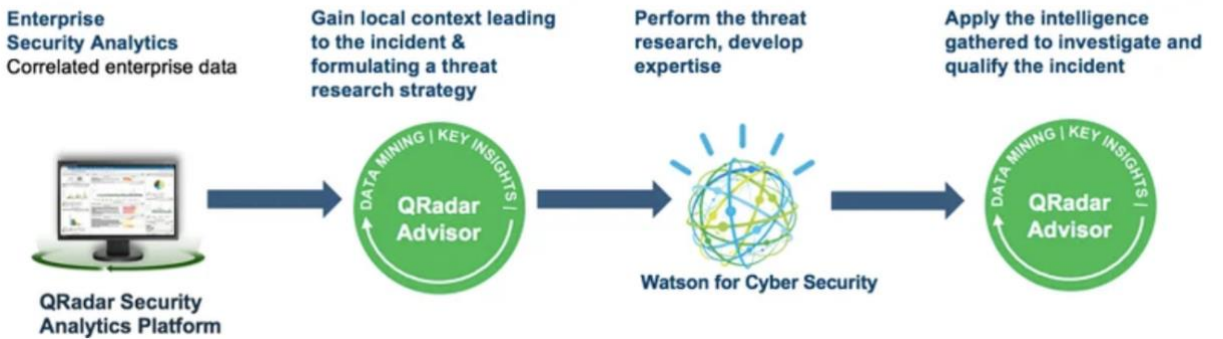 Enterprise
Security Analytics
Correlated enterprise data
Gain local context leading
to the incident &
formulating a threat
research strategy
Perform the threat
research, develop
expertise
Apply the intelligence
gathered to investigate and
qualify the incident
QRadar Security
Analytics Platform
DATA MINING | KEY INSIGHTS |
QRadar
Advisor
Watson for Cyber Security
DATA MINING | KEY INSIGHTS |
QRadar
Advisor